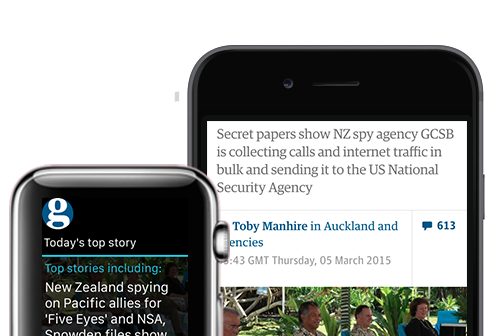 Secret papers show NZ spy agency GCSB
is collecting calls and internet traffic in
bulk and sending it to the US National
Security Agency
Toby Manhire in Auckland and
613
encies
:43 GMT Thursday, 05 March 2015
g
Today's top story
Top stories including:
New Zealand spying
on Pacific allies for
'Five Eyes' and NSA,
Snowden files show